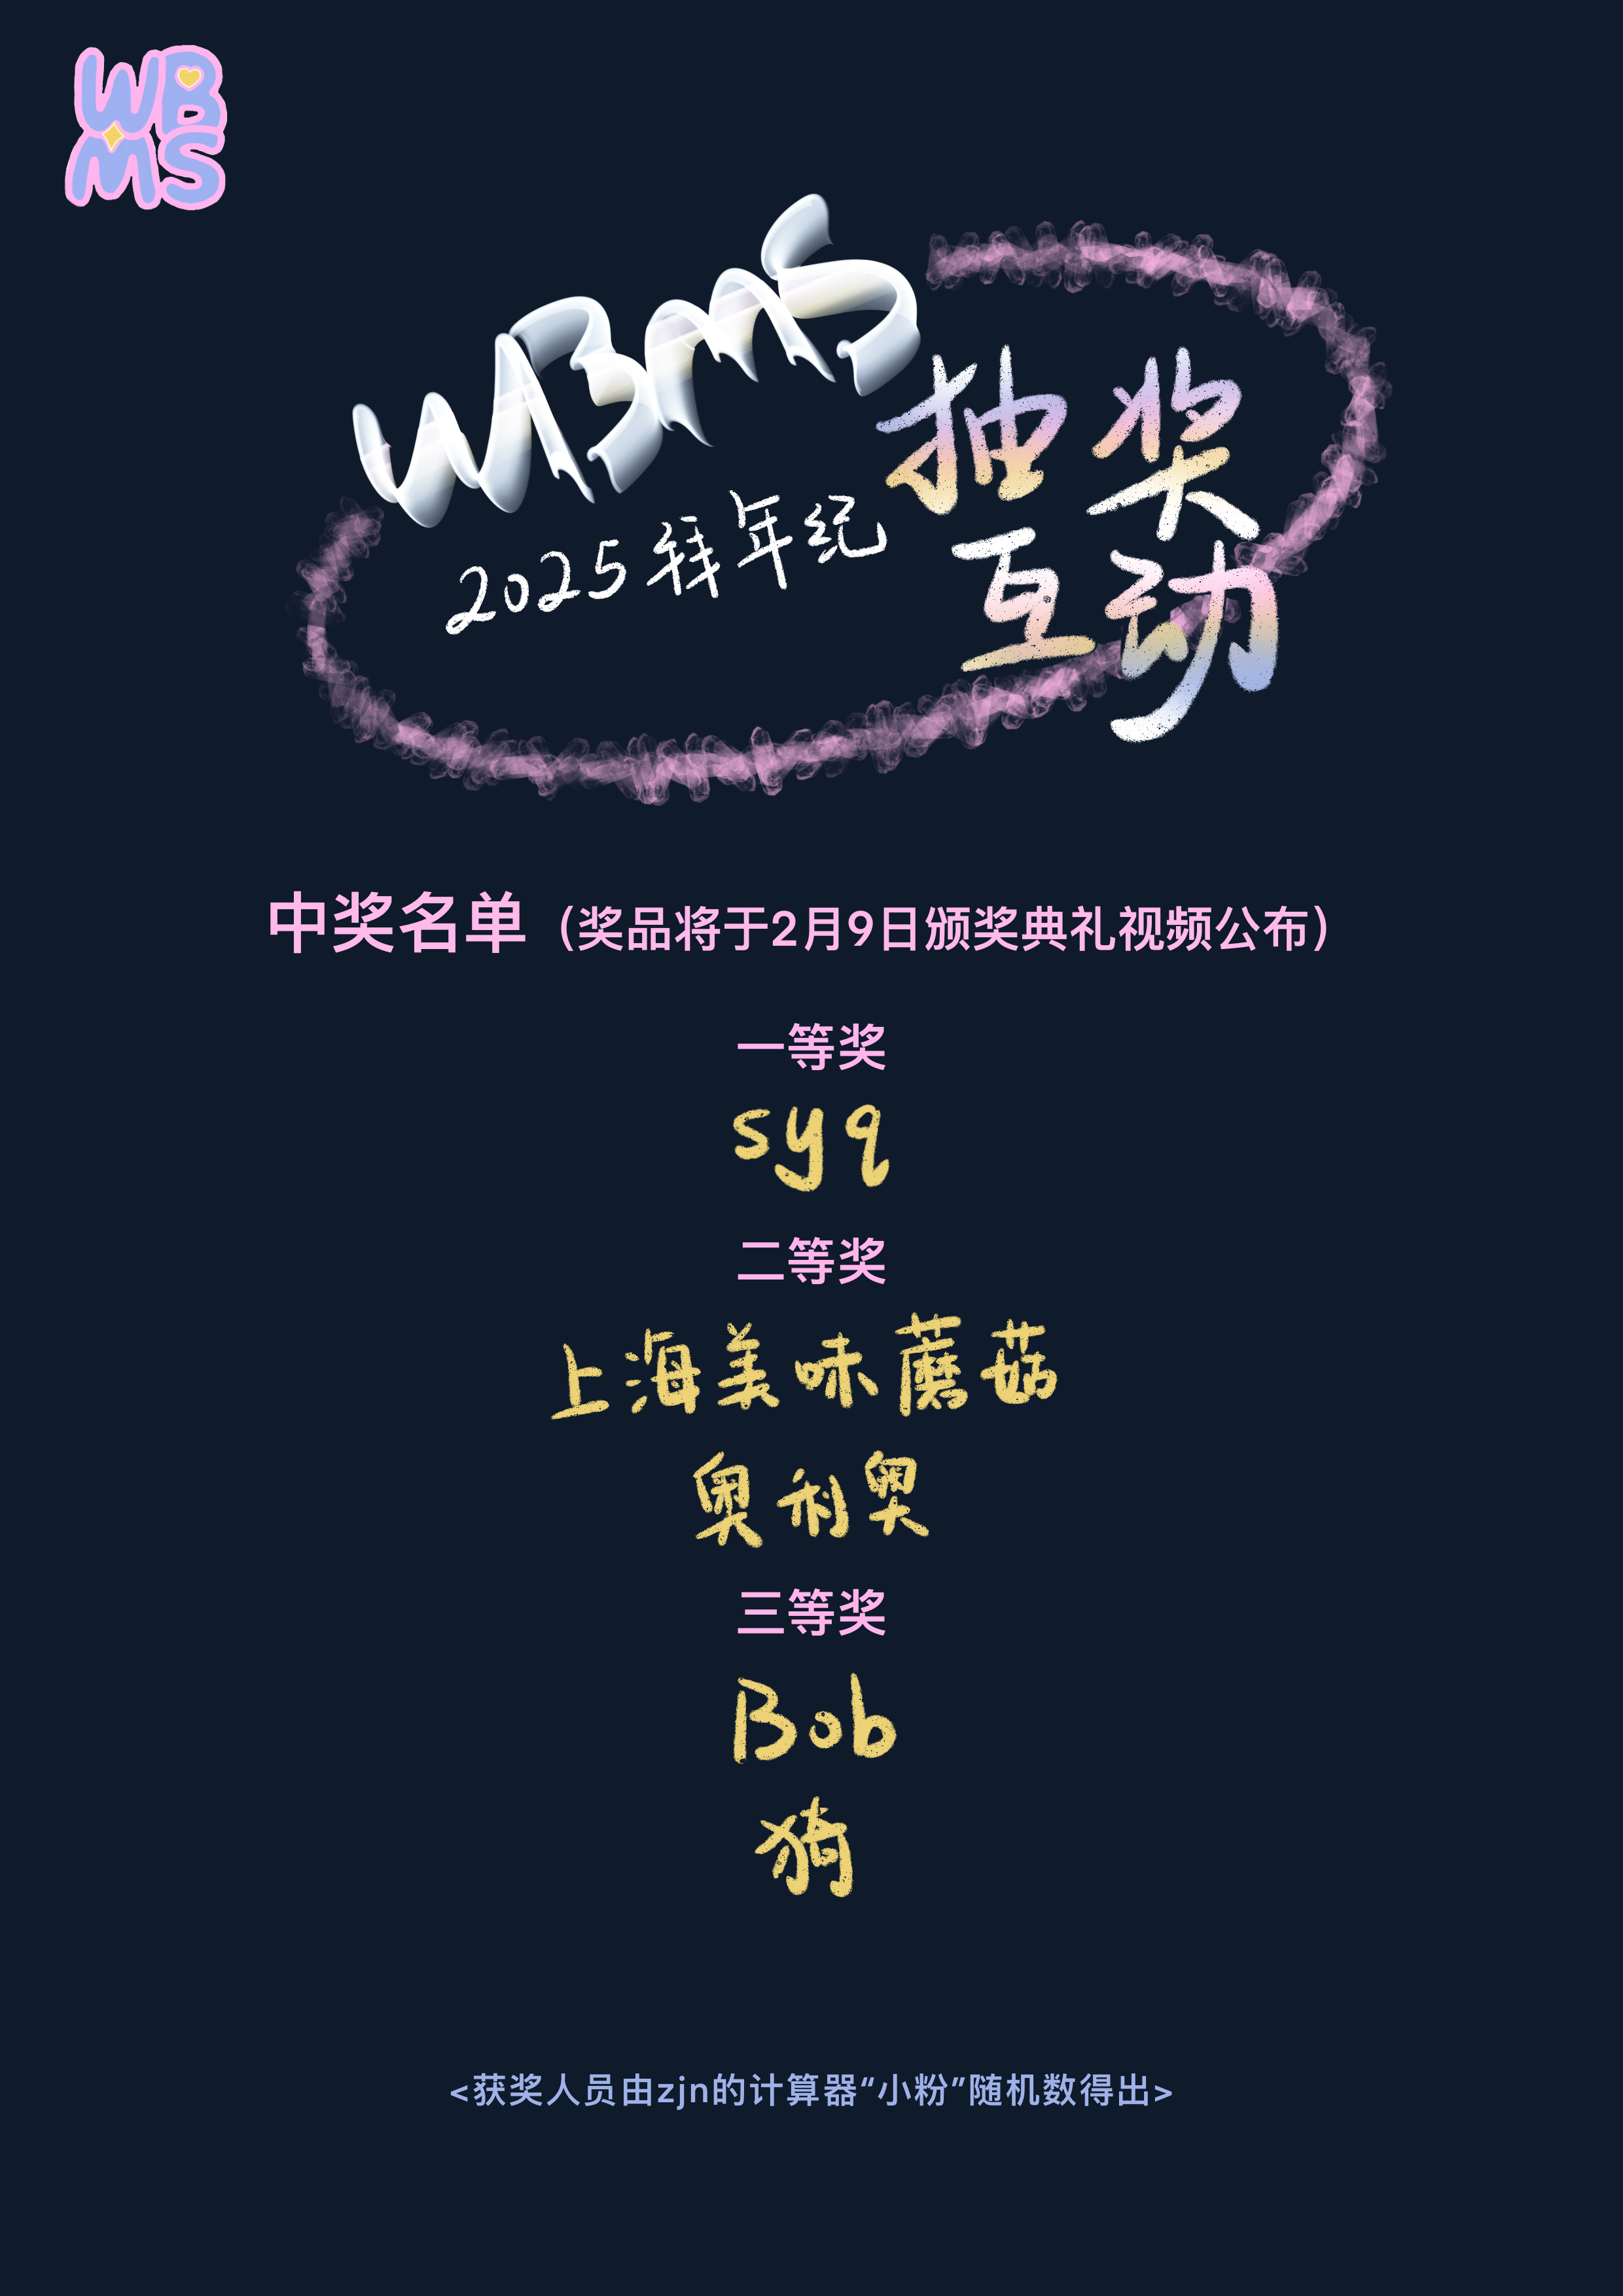 WB
MS
WBMS
2025拜年纪
抽奖
互动
中奖名单（奖品将于2月9日颁奖典礼视频公布）
一等奖
syq
二等奖
上海美味蘑菇
奥利奥
三等奖
Bob
猗
<获奖人员由zjn的计算器“小粉”随机数得出>